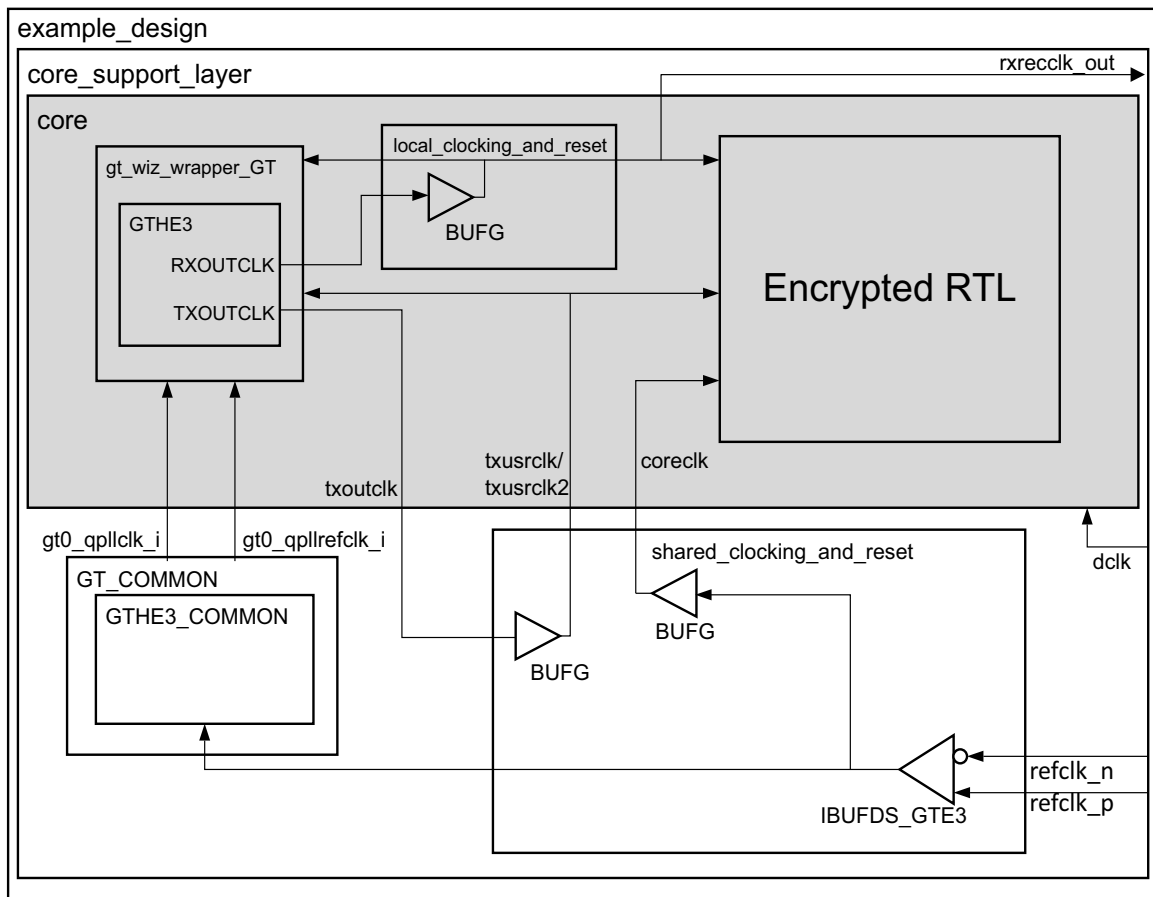 example_design
core_support_layer
rxrecclk_out
core
local_clocking_and_reset
gt_wiz_wrapper_GT
BUFG
GTHE3
RXOUTCLK
TXOUTCLK
Encrypted RTL
txusrclk/
txusrclk2
coreclk
txoutclk
gt0_qpllclk_i
gt0_qpllrefclk_i
shared_clocking_and_reset
dclk
GT_COMMON
GTHE3_COMMON
BUFG
BUFG
refclk_n
refclk_p
IBUFDS_GTE3